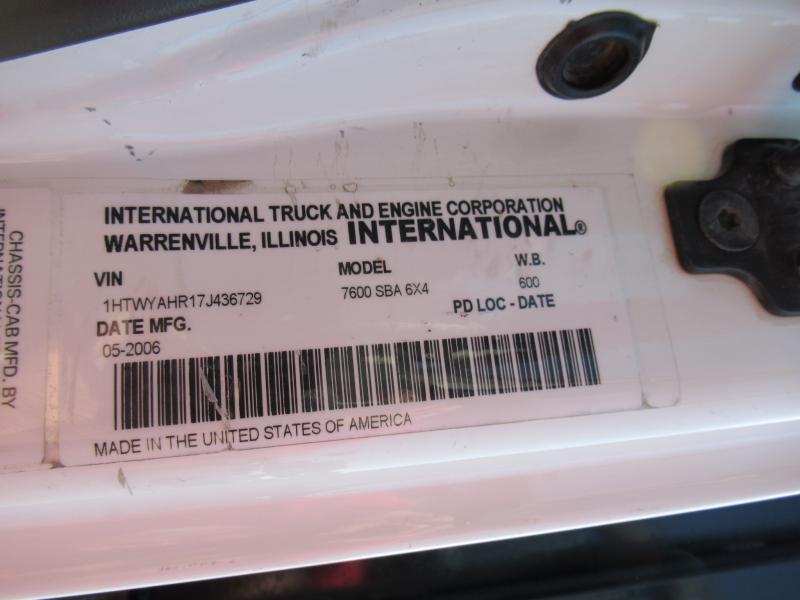 INTERNATIONAL TRUCK AND ENGINE CORPORATION
WARRENVILLE, ILLINOIS INTERNATIONAL®
VIN MODEL W.B.
1HTWYAHR17J436729 7600 SBA 6X4 600
DATE MFG. PD LOC - DATE
05-2006
MADE IN THE UNITED STATES OF AMERICA
CHASSIS-CAB MFD. BY